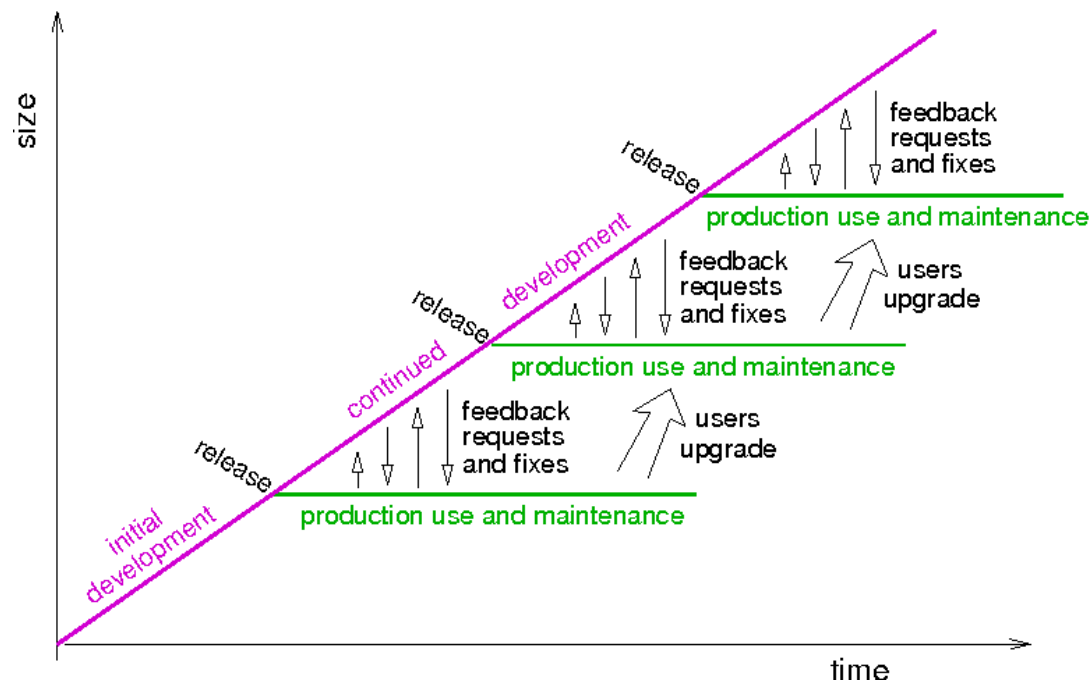 size
feedback
requests
and fixes
release
production use and maintenance
development
feedback
requests
and fixes
users
upgrade
release
production use and maintenance
continued
feedback
requests
and fixes
users
upgrade
release
production use and maintenance
initial
development
time